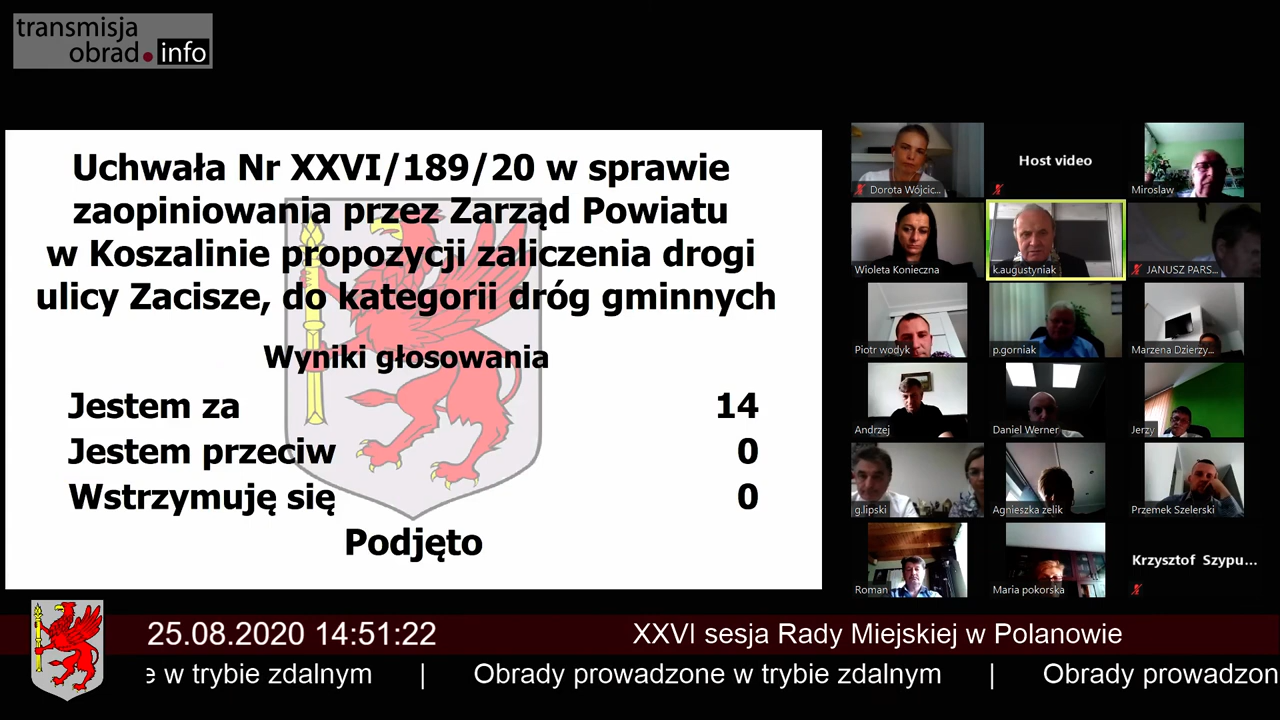 transmisja
obrad.info
Uchwała Nr XXVI/189/20 w sprawie
zaopiniowania przez Zarząd Powiatu
w Koszalinie propozycji zaliczenia drogi
ulicy Zacisze, do kategorii dróg gminnych
Wyniki głosowania
Jestem za 14
Jestem przeciw 0
Wstrzymuję się 0
Podjęto
Dorota Wójcic...
Host video
Miroslaw
Wioleta Konieczna
k.augustyniak
JANUSZ PARS...
Piotr wodyk
p.gorniak
Marzena Dzierzy...
Andrzej
Daniel Werner
Jerzy
g.lipski
Agnieszka zelik
Przemek Szelerski
Roman
Maria pokorska
Krzysztof Szypu...
25.08.2020 14:51:22
XXVI sesja Rady Miejskiej w Polanowie
e w trybie zdalnym | Obrady prowadzone w trybie zdalnym | Obrady prowadzon